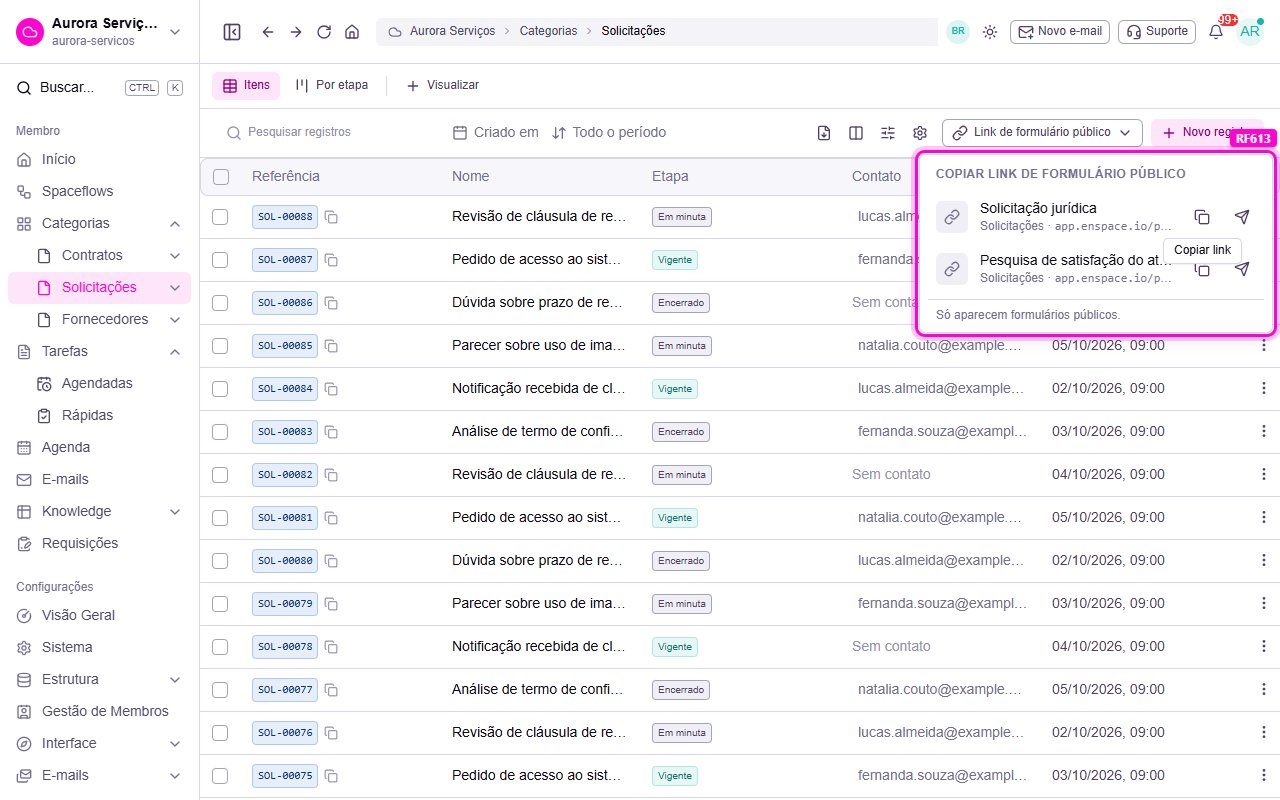 Aurora Serviç...
aurora-servicos
Aurora Serviços
Categorias
Solicitações
BR
Novo e-mail
Suporte
99+
AR
Buscar...
CTRL
K
Membro
Início
Spaceflows
Categorias
Contratos
Solicitações
Fornecedores
Tarefas
Agendadas
Rápidas
Agenda
E-mails
Knowledge
Requisições
Configurações
Visão Geral
Sistema
Estrutura
Gestão de Membros
Interface
E-mails
Itens
Por etapa
Visualizar
Pesquisar registros
Criado em
Todo o período
Link de formulário público
Novo regi
RF613
COPIAR LINK DE FORMULÁRIO PÚBLICO
Solicitação jurídica
Solicitações · app.enspace.io/p...
Copiar link
Pesquisa de satisfação do at...
Solicitações · app.enspace.io/p...
Só aparecem formulários públicos.
Referência Nome Etapa Contato
SOL-00088 Revisão de cláusula de re... Em minuta lucas.alm
SOL-00087 Pedido de acesso ao sist... Vigente fernanda
SOL-00086 Dúvida sobre prazo de re... Encerrado Sem conta
SOL-00085 Parecer sobre uso de ima... Em minuta natalia.couto@example.... 05/10/2026, 09:00
SOL-00084 Notificação recebida de cl... Vigente lucas.almeida@example... 02/10/2026, 09:00
SOL-00083 Análise de termo de confi... Encerrado fernanda.souza@exampl... 03/10/2026, 09:00
SOL-00082 Revisão de cláusula de re... Em minuta Sem contato 04/10/2026, 09:00
SOL-00081 Pedido de acesso ao sist... Vigente natalia.couto@example.... 05/10/2026, 09:00
SOL-00080 Dúvida sobre prazo de re... Encerrado lucas.almeida@example... 02/10/2026, 09:00
SOL-00079 Parecer sobre uso de ima... Em minuta fernanda.souza@exampl... 03/10/2026, 09:00
SOL-00078 Notificação recebida de cl... Vigente Sem contato 04/10/2026, 09:00
SOL-00077 Análise de termo de confi... Encerrado natalia.couto@example.... 05/10/2026, 09:00
SOL-00076 Revisão de cláusula de re... Em minuta lucas.almeida@example... 02/10/2026, 09:00
SOL-00075 Pedido de acesso ao sist... Vigente fernanda.souza@exampl... 03/10/2026, 09:00